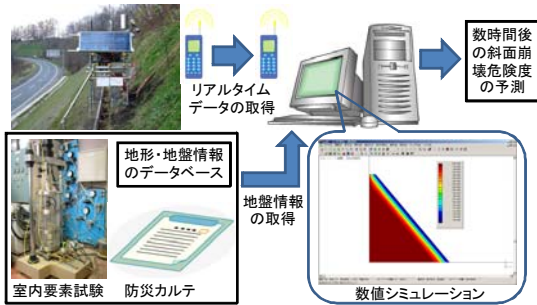 リアルタイム
データの取得
数時間後
の斜面崩
壊危険度
の予測
地形・地盤情報
のデータベース
地盤情報
の取得
室内要素試験
防災カルテ
数値シミュレーション